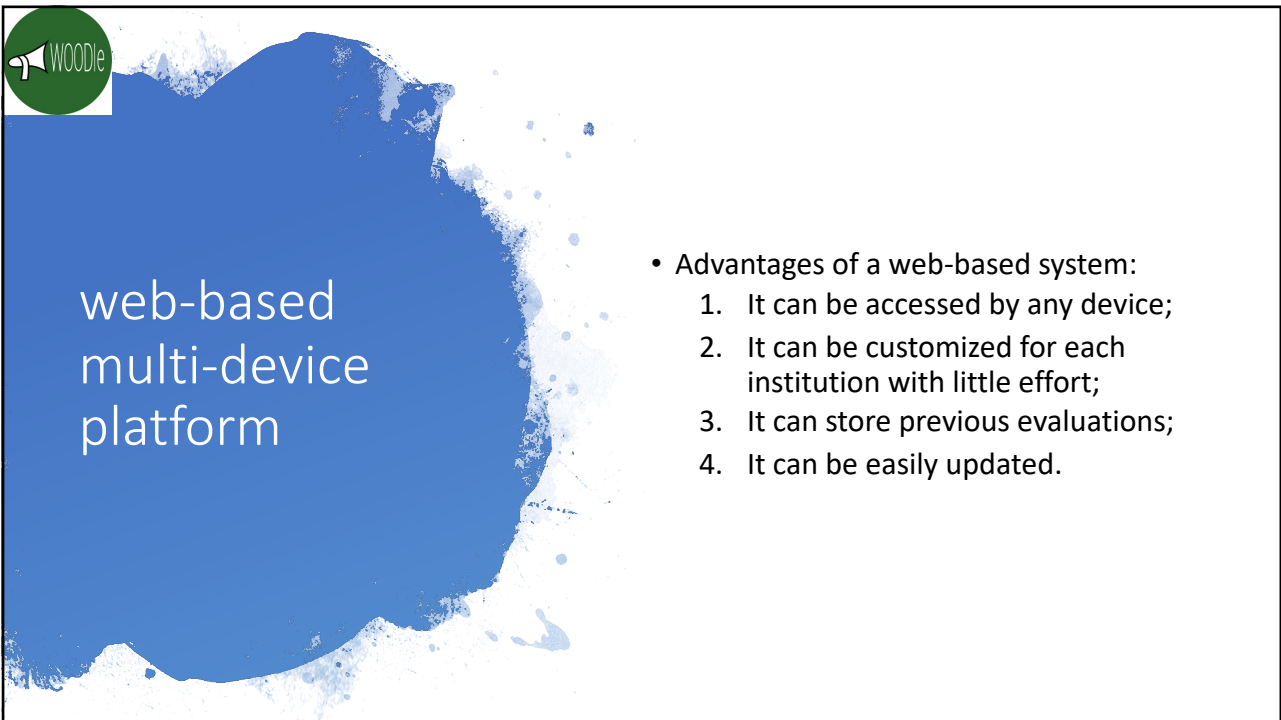 WOODIe
web-based
multi-device
platform
• Advantages of a web-based system:
1. It can be accessed by any device;
2. It can be customized for each
institution with little effort;
3. It can store previous evaluations;
4. It can be easily updated.